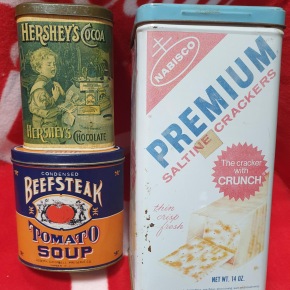 HERSHEY'S COCOA
HERSHEY'S
CHOCOLATE
CONDENSED
BEEFSTEAK
TOMATO
SOUP
NABISCO
PREMIUM
SALTINE CRACKERS
The cracker
with
CRUNCH
thin
crisp
fresh
NET WT. 14 OZ.